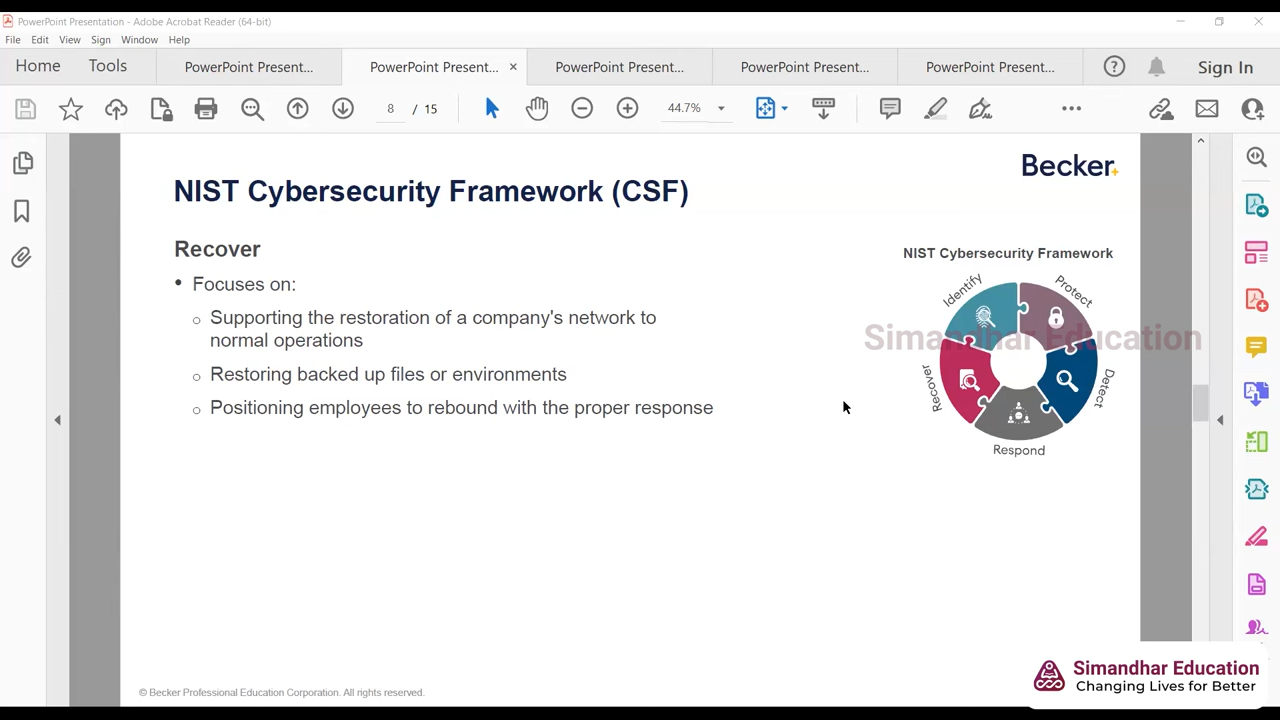 PowerPoint Presentation - Adobe Acrobat Reader (64-bit)
File Edit View Sign Window Help
Home Tools PowerPoint Present... PowerPoint Present... × PowerPoint Present... PowerPoint Present... PowerPoint Present... Sign In
8 / 15 44.7%
Becker
NIST Cybersecurity Framework (CSF)
Recover
• Focuses on:
o Supporting the restoration of a company's network to
normal operations
o Restoring backed up files or environments
o Positioning employees to rebound with the proper response
NIST Cybersecurity Framework
Identify
Protect
Detect
Respond
Recover
Simandhar Education
© Becker Professional Education Corporation. All rights reserved.
Simandhar Education
Changing Lives for Better